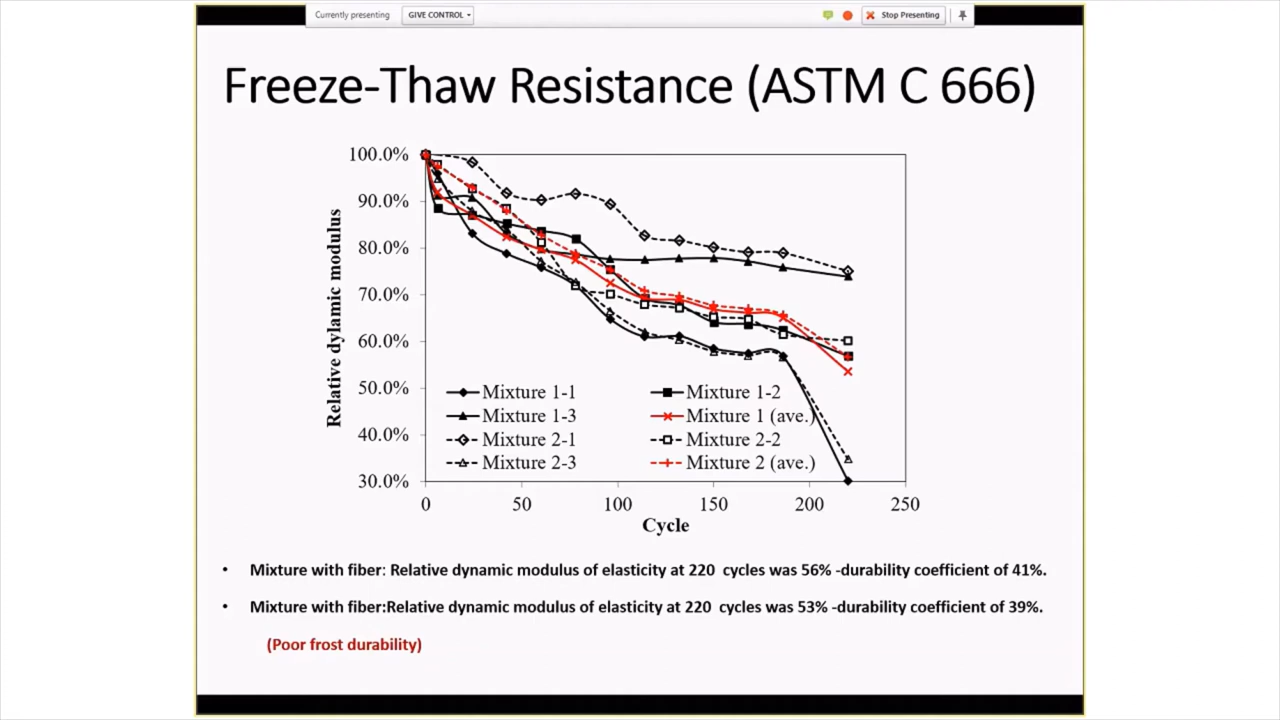 Currently presenting
GIVE CONTROL
Stop Presenting
Freeze-Thaw Resistance (ASTM C 666)
100.0%
90.0%
80.0%
70.0%
60.0%
50.0%
40.0%
30.0%
Relative dylamic modulus
Mixture 1-1
Mixture 1-2
Mixture 1-3
Mixture 1 (ave.)
Mixture 2-1
Mixture 2-2
Mixture 2-3
Mixture 2 (ave.)
0 50 100 150 200 250
Cycle
• Mixture with fiber: Relative dynamic modulus of elasticity at 220 cycles was 56% -durability coefficient of 41%.
• Mixture with fiber:Relative dynamic modulus of elasticity at 220 cycles was 53% -durability coefficient of 39%.
(Poor frost durability)